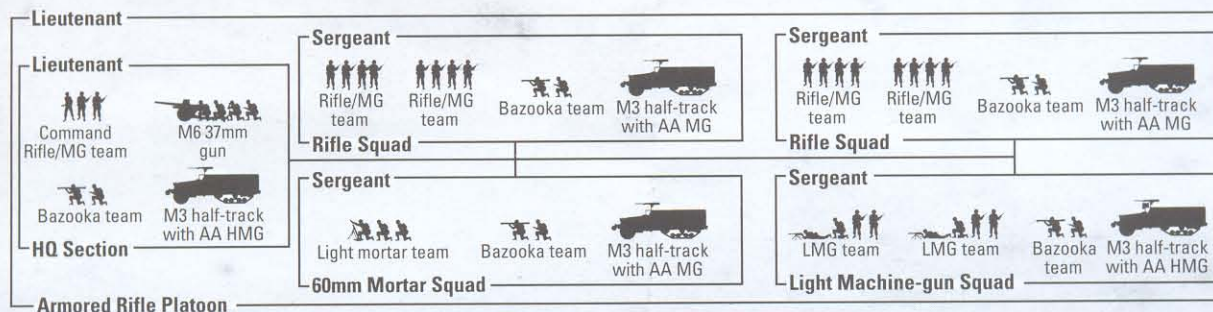 Lieutenant
Lieutenant
Command
Rifle/MG team
M6 37mm
gun
Bazooka team
M3 half-track
with AA HMG
HQ Section
Sergeant
Rifle/MG
team
Rifle/MG
team
Bazooka team
M3 half-track
with AA MG
Rifle Squad
Sergeant
Rifle/MG
team
Rifle/MG
team
Bazooka team
M3 half-track
with AA MG
Rifle Squad
Sergeant
Light mortar team
Bazooka team
M3 half-track
with AA MG
60mm Mortar Squad
Sergeant
LMG team
LMG team
Bazooka
team
M3 half-track
with AA HMG
Light Machine-gun Squad
Armored Rifle Platoon